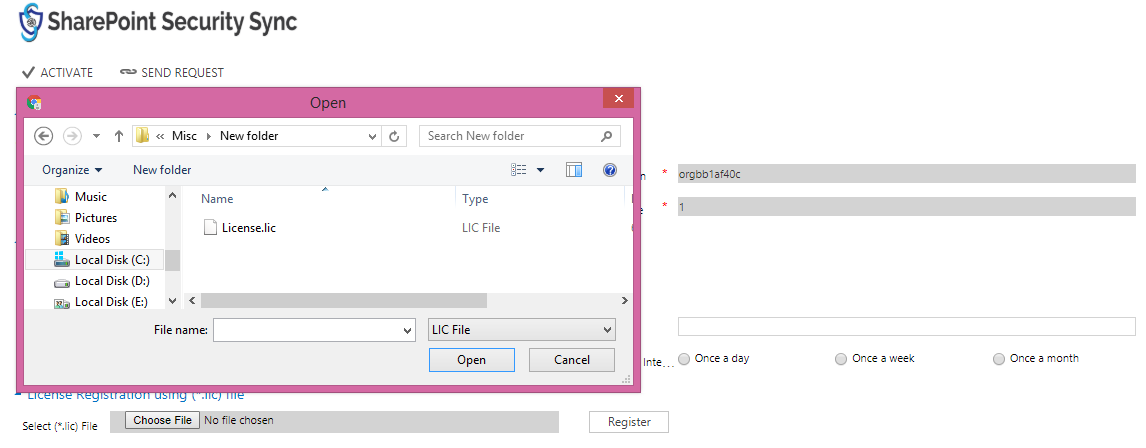 SharePoint Security Sync
ACTIVATE SEND REQUEST
Open
« Misc New folder Search New folder
Organize New folder
Music
Pictures
Videos
Local Disk (C:)
Local Disk (D:)
Local Disk (E:)
Name Type
License.lic LIC File
File name: LIC File
Open Cancel
n * orgbb1af40c
e * 1
Inte... Once a day Once a week Once a month
License Registration using (*.lic) file
Select (*.lic) File Choose File No file chosen Register